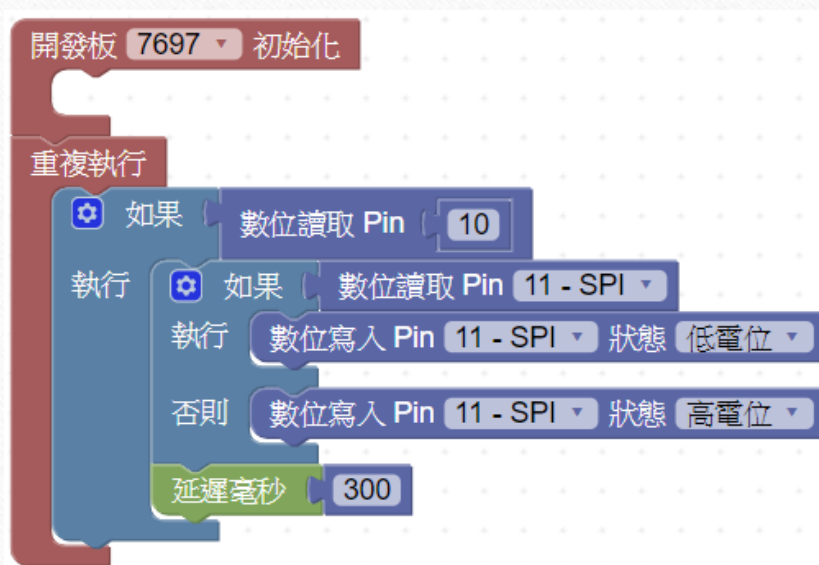 開發板 7697 初始化
重複執行
如果 數位讀取 Pin 10
執行 如果 數位讀取 Pin 11 - SPI
執行 數位寫入 Pin 11 - SPI 狀態 低電位
否則 數位寫入 Pin 11 - SPI 狀態 高電位
延遲毫秒 300